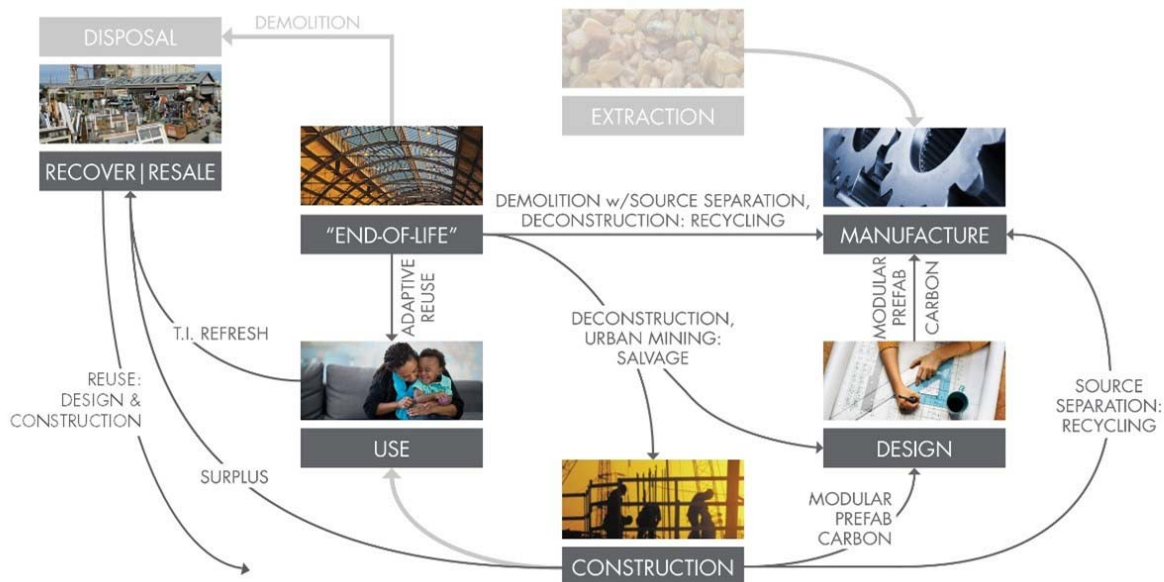 DISPOSAL
DEMOLITION
RESOURCES
RECOVER|RESALE
EXTRACTION
"END-OF-LIFE"
DEMOLITION w/SOURCE SEPARATION,
DECONSTRUCTION: RECYCLING
MANUFACTURE
ADAPTIVE
REUSE
MODULAR
PREFAB
CARBON
T.I. REFRESH
DECONSTRUCTION,
URBAN MINING:
SALVAGE
REUSE:
DESIGN &
CONSTRUCTION
SOURCE
SEPARATION:
RECYCLING
USE
DESIGN
SURPLUS
MODULAR
PREFAB
CARBON
CONSTRUCTION